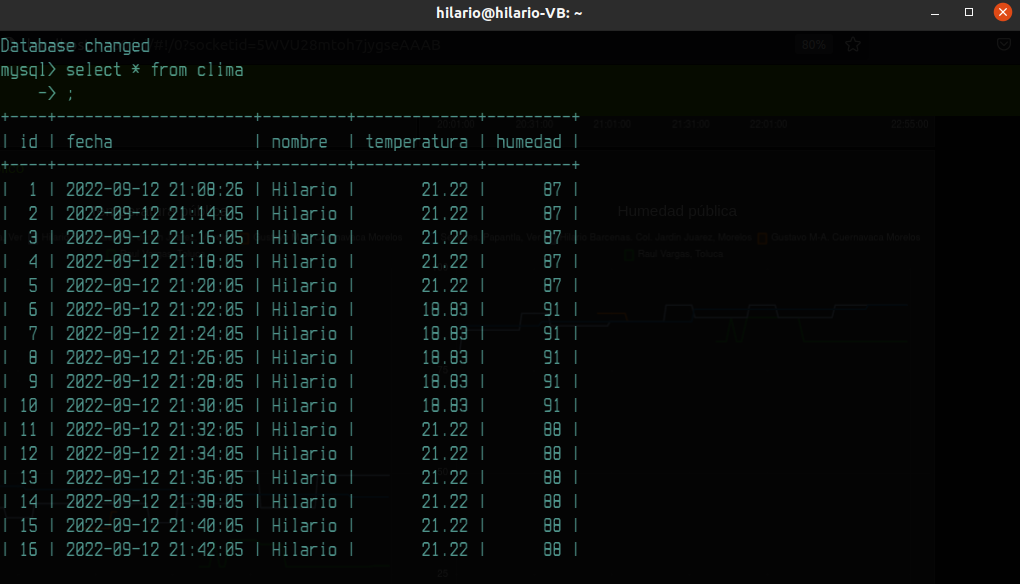 hilario@hilario-VB: ~
Database changed
80%
mysql> select * from clima
    -> ;
+----+---------------------+---------+-------------+---------+
| id | fecha               | nombre  | temperatura | humedad |
+----+---------------------+---------+-------------+---------+
|  1 | 2022-09-12 21:08:26 | Hilario |       21.22 |      87 |
|  2 | 2022-09-12 21:14:05 | Hilario |       21.22 |      87 |
Humedad pública
|  3 | 2022-09-12 21:16:05 | Hilario |       21.22 |      87 |
|  4 | 2022-09-12 21:18:05 | Hilario |       21.22 |      87 |
|  5 | 2022-09-12 21:20:05 | Hilario |       21.22 |      87 |
|  6 | 2022-09-12 21:22:05 | Hilario |       18.83 |      91 |
|  7 | 2022-09-12 21:24:05 | Hilario |       18.83 |      91 |
|  8 | 2022-09-12 21:26:05 | Hilario |       18.83 |      91 |
|  9 | 2022-09-12 21:28:05 | Hilario |       18.83 |      91 |
| 10 | 2022-09-12 21:30:05 | Hilario |       18.83 |      91 |
| 11 | 2022-09-12 21:32:05 | Hilario |       21.22 |      88 |
| 12 | 2022-09-12 21:34:05 | Hilario |       21.22 |      88 |
| 13 | 2022-09-12 21:36:05 | Hilario |       21.22 |      88 |
| 14 | 2022-09-12 21:38:05 | Hilario |       21.22 |      88 |
| 15 | 2022-09-12 21:40:05 | Hilario |       21.22 |      88 |
| 16 | 2022-09-12 21:42:05 | Hilario |       21.22 |      88 |